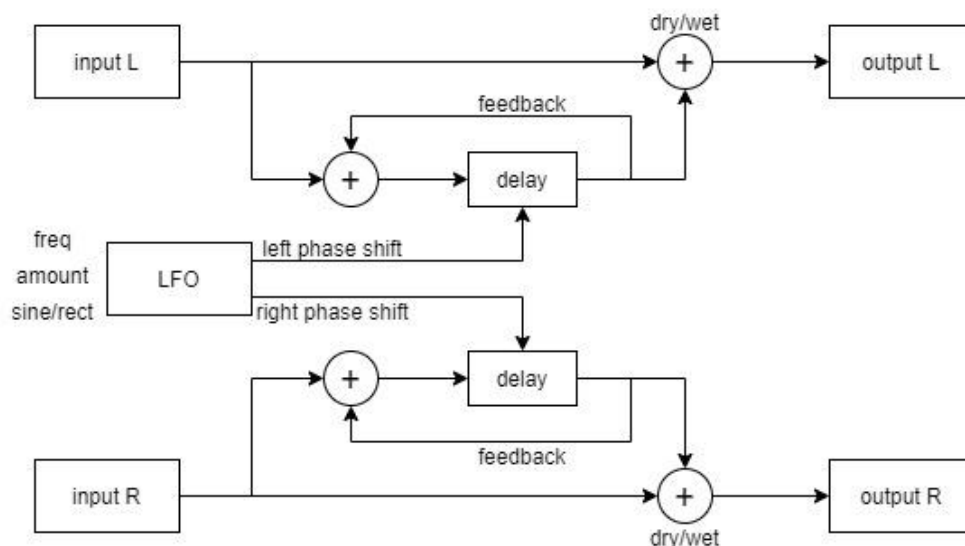 dry/wet
input L
+
output L
feedback
+
delay
freq
amount
sine/rect
LFO
left phase shift
right phase shift
+
delay
feedback
input R
+
output R
dry/wet